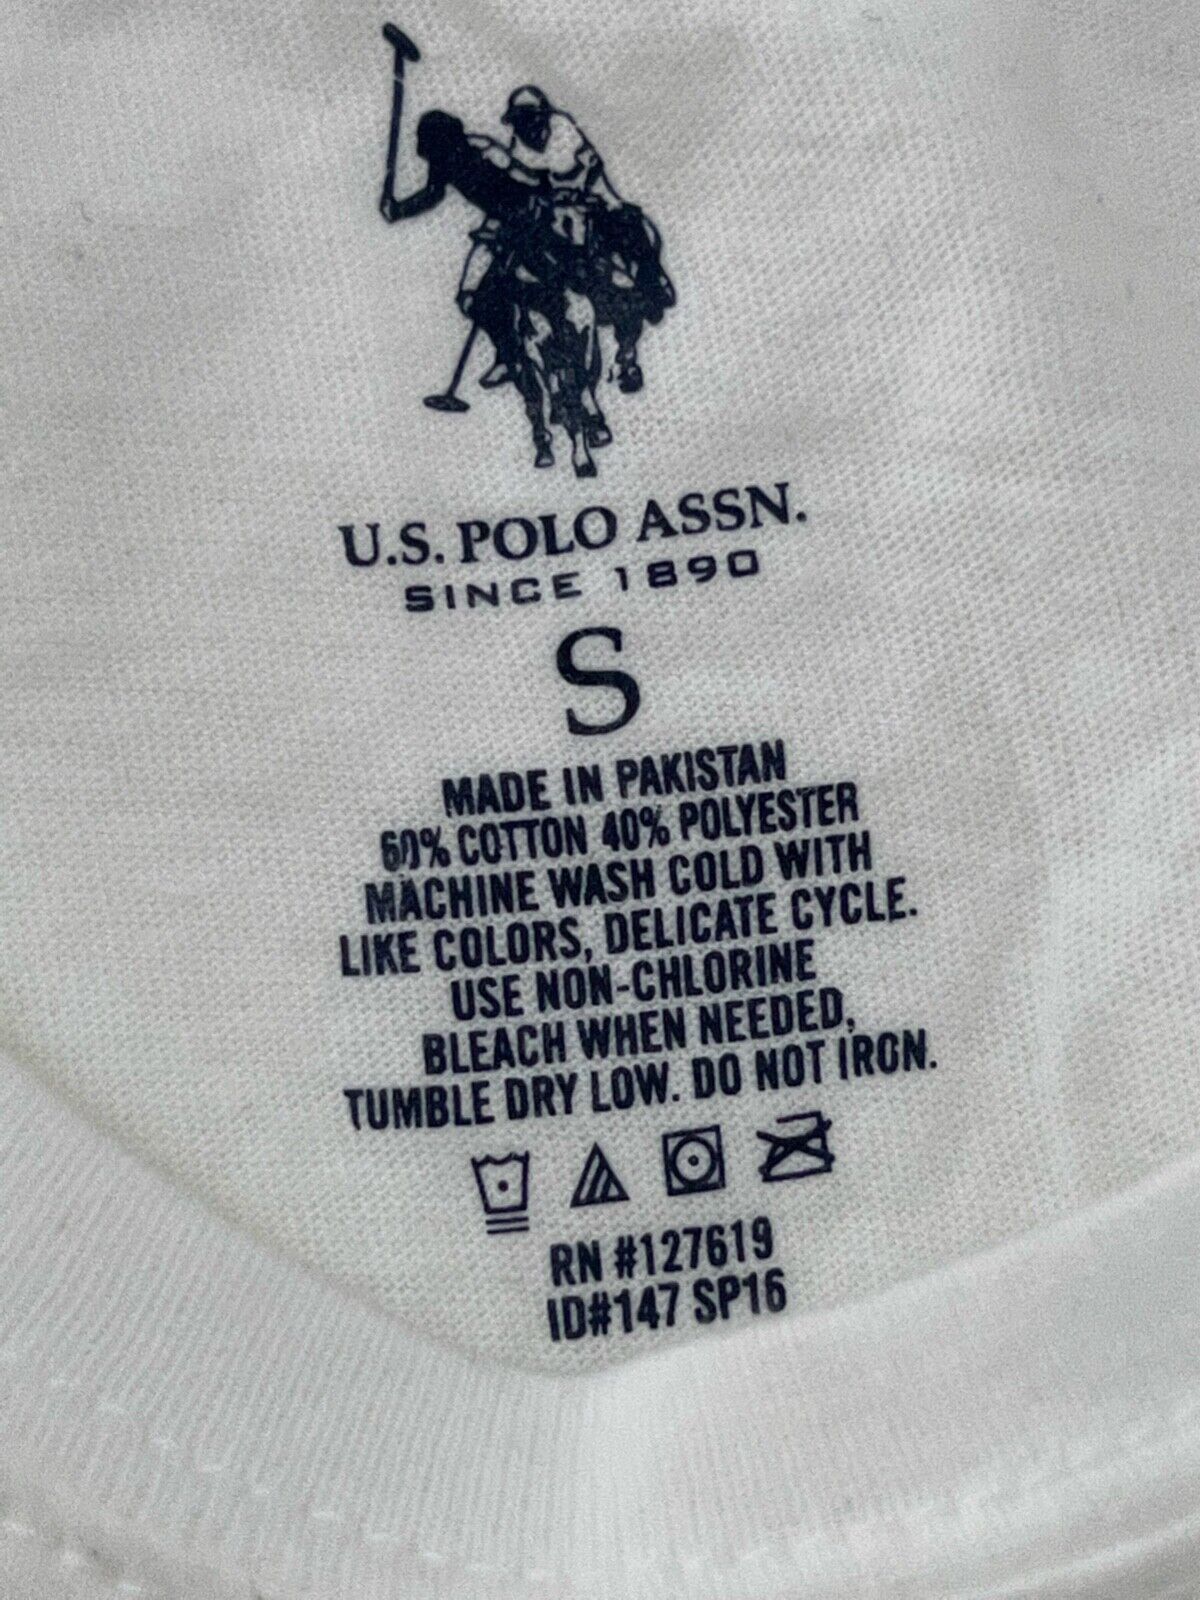 U.S. POLO ASSN.
SINCE 1890
S
MADE IN PAKISTAN
60% COTTON 40% POLYESTER
MACHINE WASH COLD WITH
LIKE COLORS, DELICATE CYCLE.
USE NON-CHLORINE
BLEACH WHEN NEEDED,
TUMBLE DRY LOW. DO NOT IRON.
RN #127619
ID#147 SP16